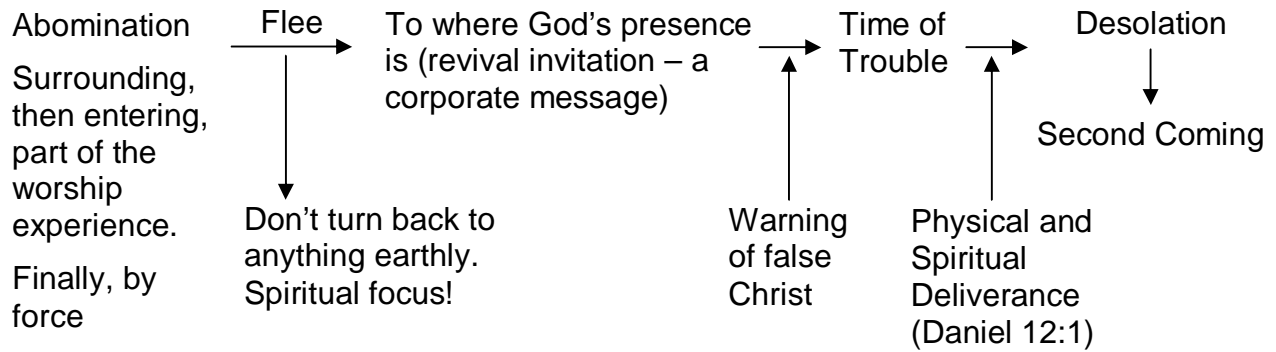 Abomination
Surrounding,
then entering,
part of the
worship
experience.
Finally, by
force
Flee
Don’t turn back to
anything earthly.
Spiritual focus!
To where God’s presence
is (revival invitation – a
corporate message)
Warning
of false
Christ
Time of
Trouble
Physical and
Spiritual
Deliverance
(Daniel 12:1)
Desolation
Second Coming